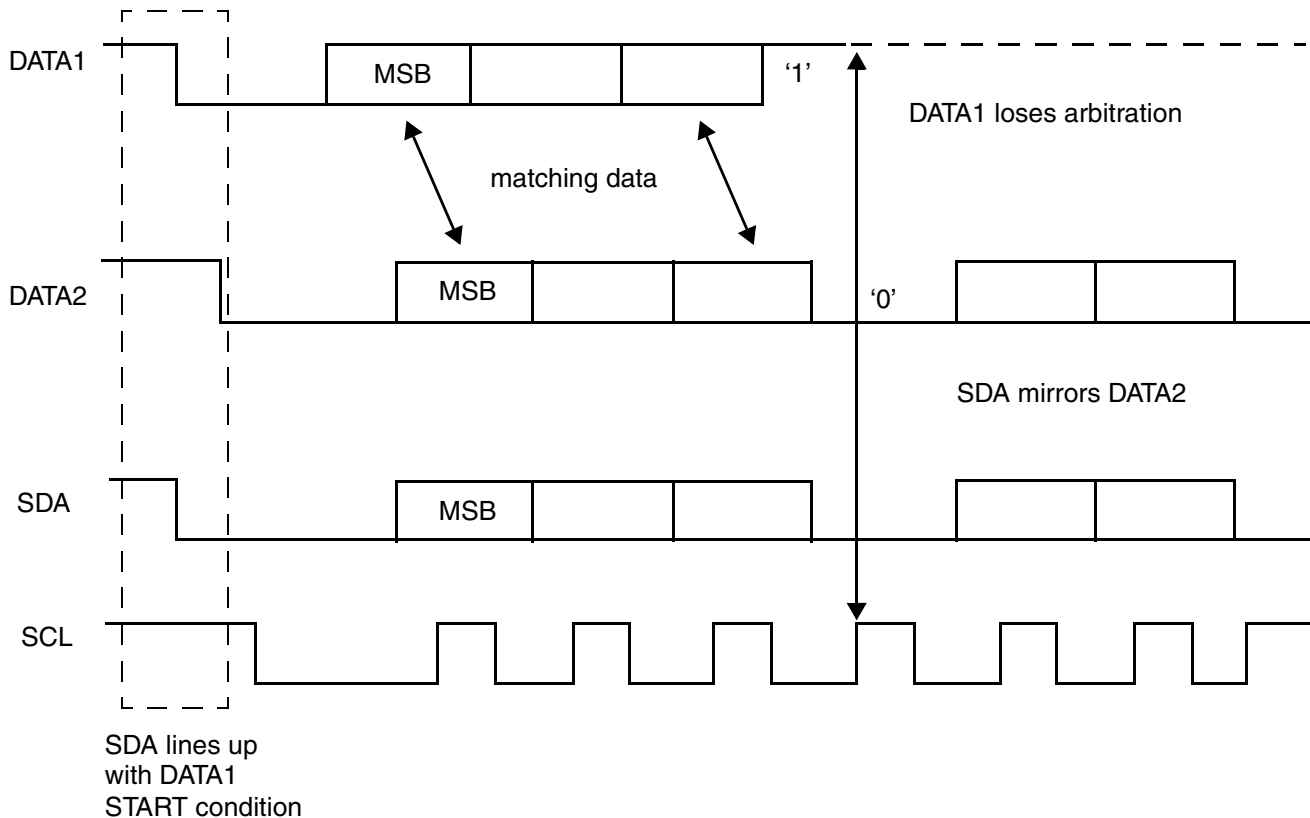 DATA1
MSB
‘1’
DATA1 loses arbitration
matching data
DATA2
MSB
‘0’
SDA mirrors DATA2
SDA
MSB
SCL
SDA lines up
with DATA1
START condition